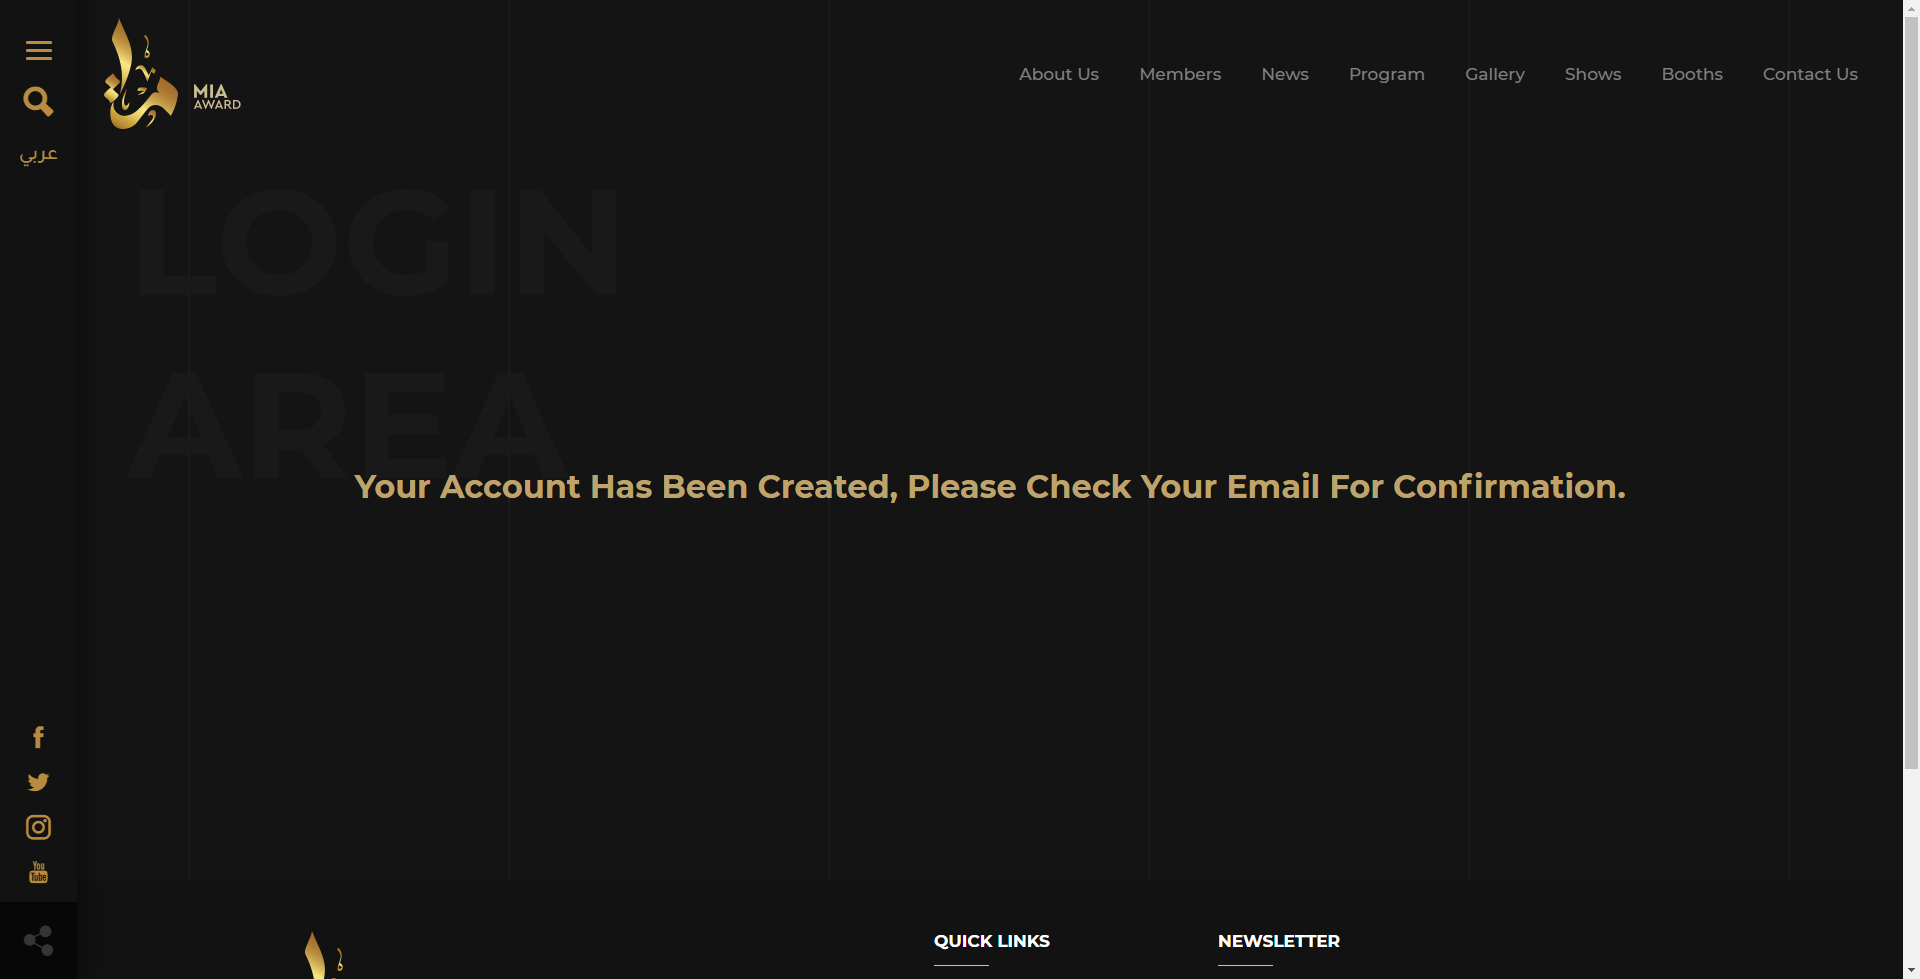 MIA
AWARD
About Us
Members
News
Program
Gallery
Shows
Booths
Contact Us
عربي
LOGIN
AREA
Your Account Has Been Created, Please Check Your Email For Confirmation.
You
Tube
QUICK LINKS
NEWSLETTER